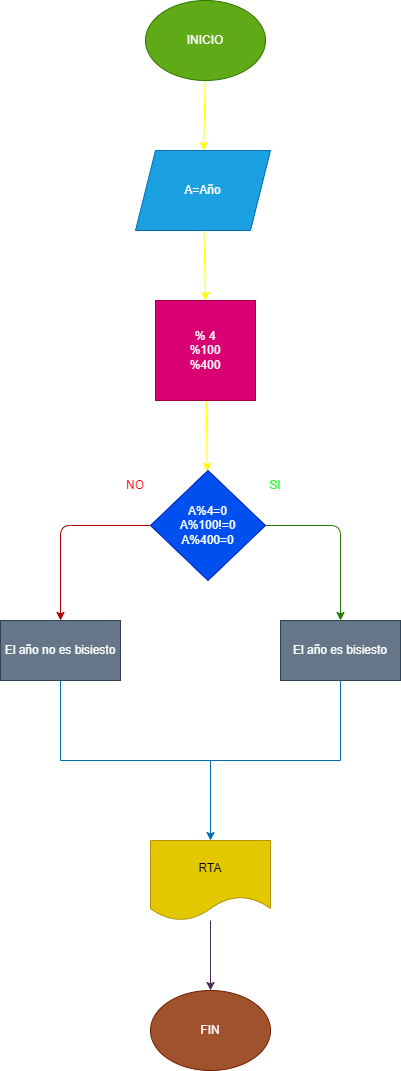 INICIO
A=Año
% 4
%100
%400
NO
SI
A%4=0
A%100!=0
A%400=0
El año no es bisiesto
El año es bisiesto
RTA
FIN